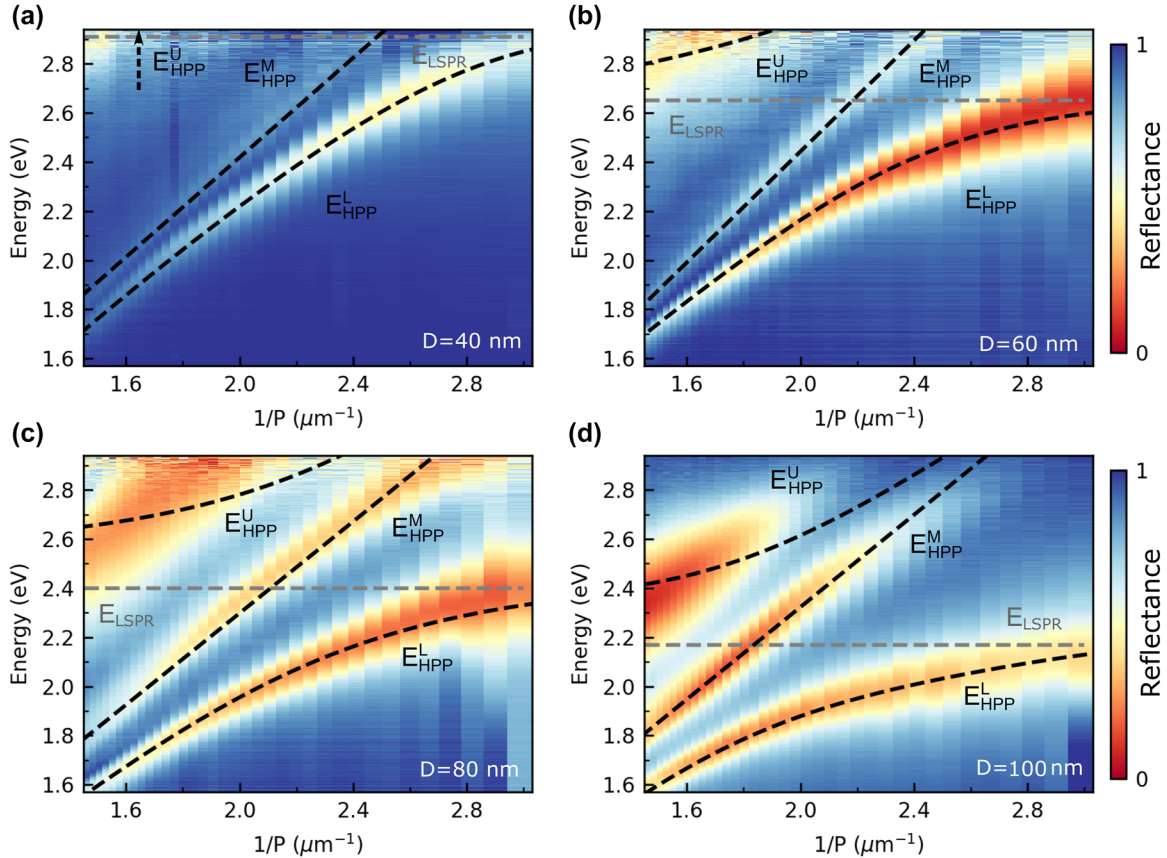 (a)
E^U_HPP
E^M_HPP
E_LSPR
E^L_HPP
D=40 nm
Energy (eV)
2.8
2.6
2.4
2.2
2.0
1.8
1.6
1.6 2.0 2.4 2.8
1/P (μm⁻¹)
(b)
E^U_HPP
E^M_HPP
E_LSPR
E^L_HPP
D=60 nm
Energy (eV)
2.8
2.6
2.4
2.2
2.0
1.8
1.6
1.6 2.0 2.4 2.8
1/P (μm⁻¹)
1
Reflectance
0
(c)
E^U_HPP
E^M_HPP
E_LSPR
E^L_HPP
D=80 nm
Energy (eV)
2.8
2.6
2.4
2.2
2.0
1.8
1.6
1.6 2.0 2.4 2.8
1/P (μm⁻¹)
(d)
E^U_HPP
E^M_HPP
E_LSPR
E^L_HPP
D=100 nm
Energy (eV)
2.8
2.6
2.4
2.2
2.0
1.8
1.6
1.6 2.0 2.4 2.8
1/P (μm⁻¹)
1
Reflectance
0